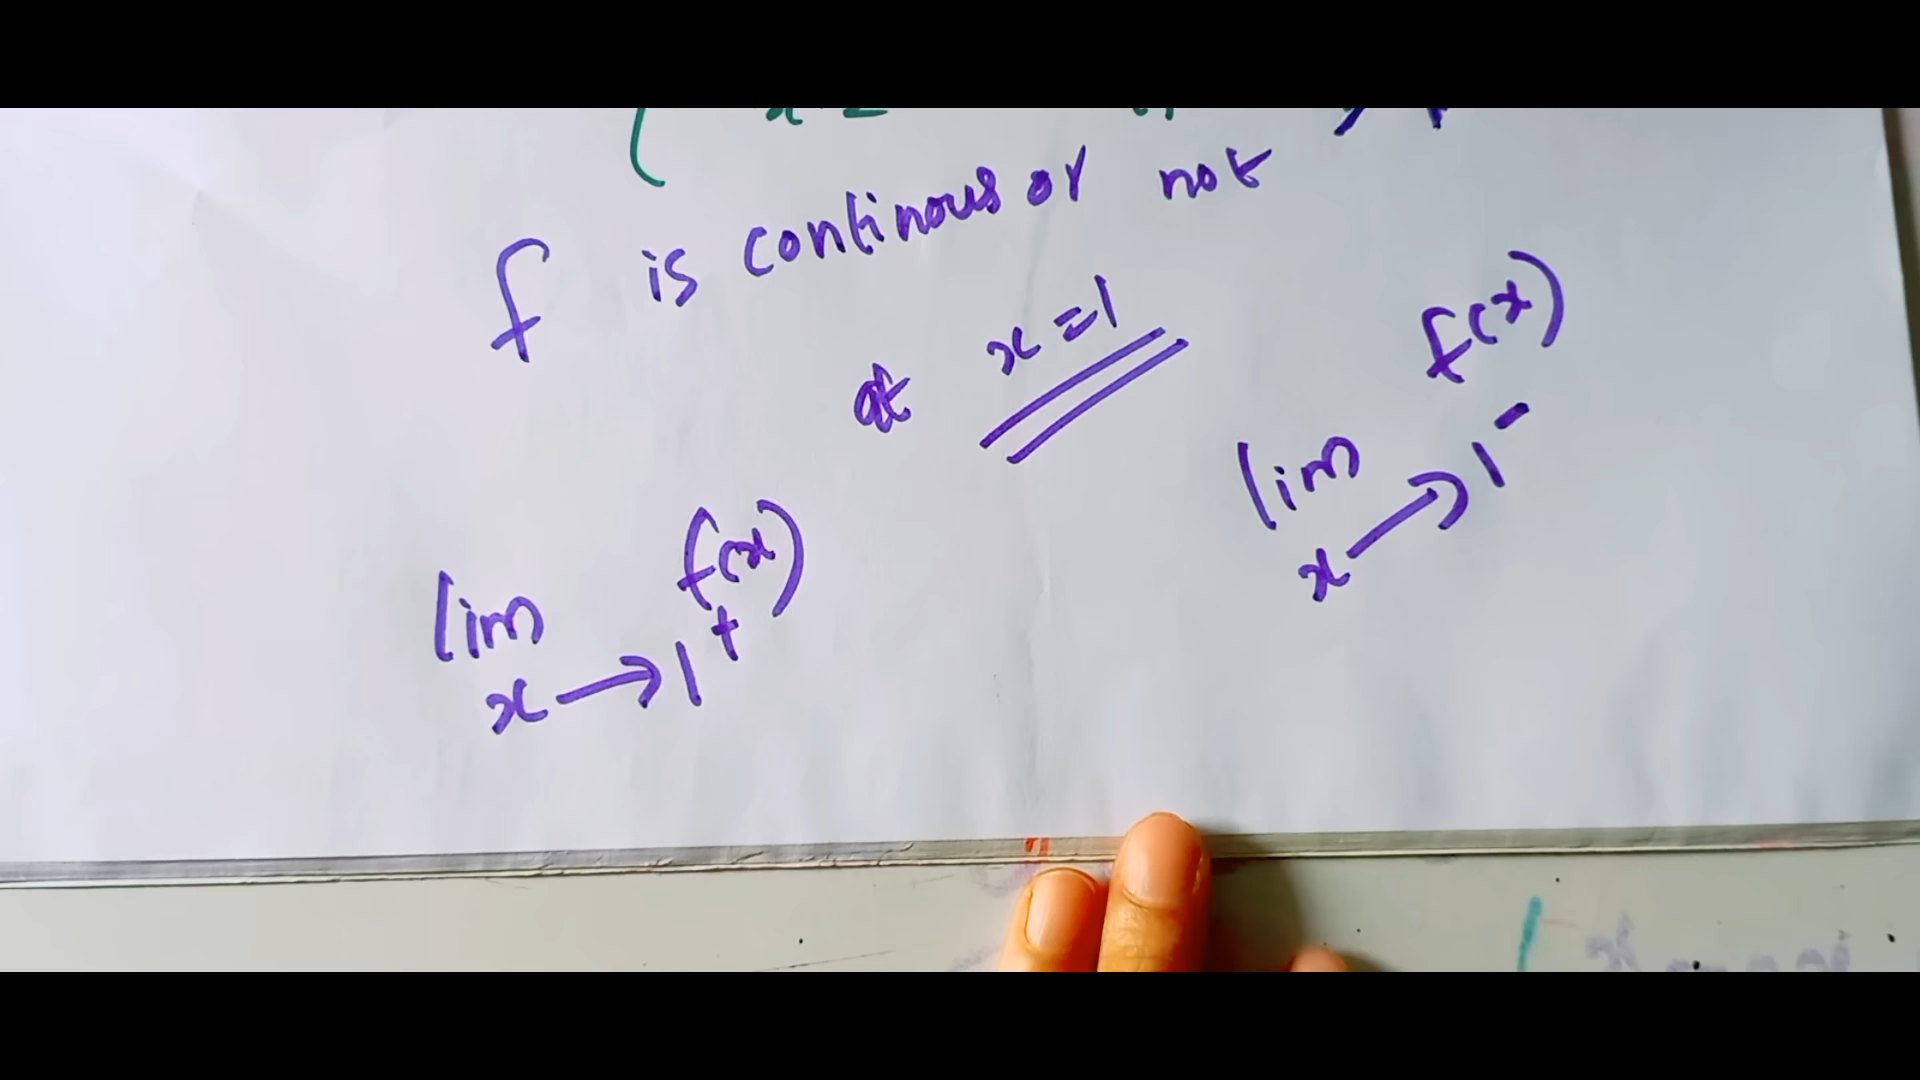 f is continous or not
at x=1
lim x→1⁺ f(x)
lim x→1⁻ f(x)